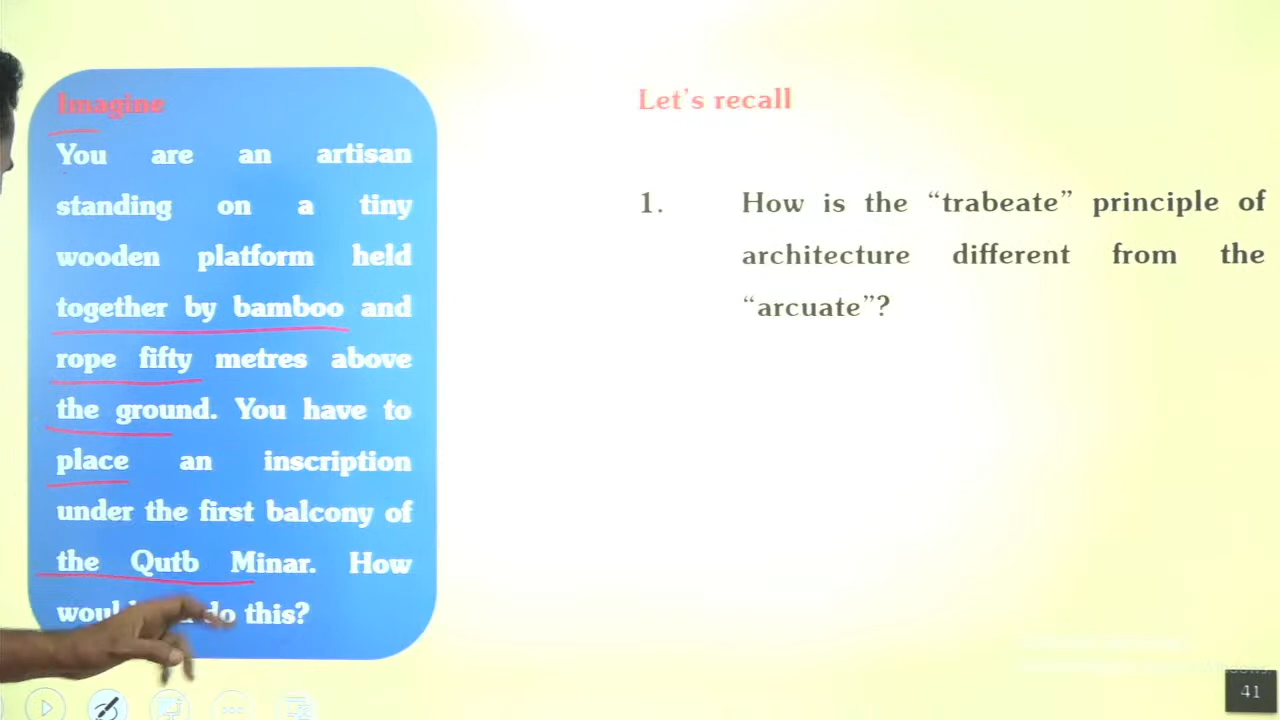 Imagine
You are an artisan
standing on a tiny
wooden platform held
together by bamboo and
rope fifty metres above
the ground. You have to
place an inscription
under the first balcony of
the Qutb Minar. How
do this?
Let's recall
1. How is the “trabeate” principle of
architecture different from the
“arcuate”?
41